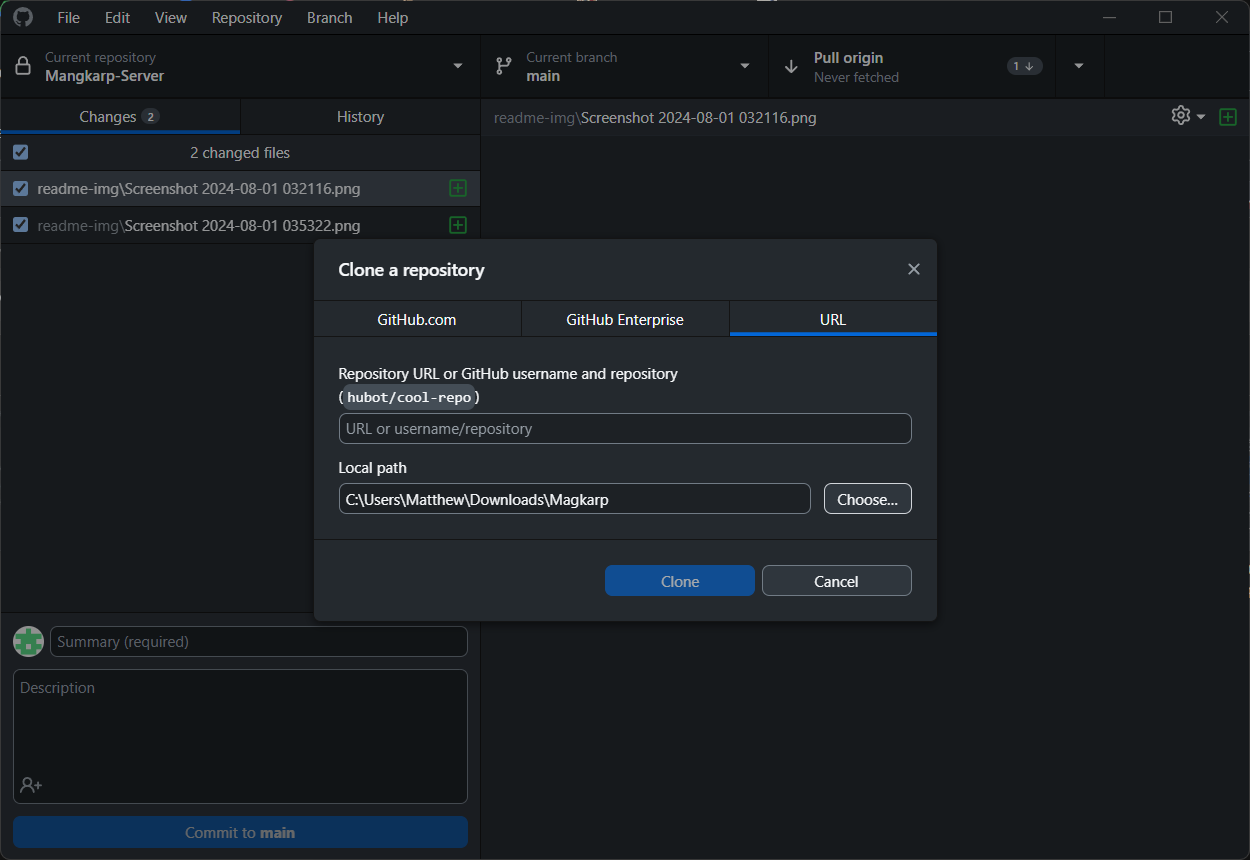 File Edit View Repository Branch Help
Current repository
Mangkarp-Server
Current branch
main
Pull origin
Never fetched
1
Changes 2
History
readme-img\Screenshot 2024-08-01 032116.png
2 changed files
readme-img\Screenshot 2024-08-01 032116.png
readme-img\Screenshot 2024-08-01 035322.png
Clone a repository
GitHub.com
GitHub Enterprise
URL
Repository URL or GitHub username and repository
(hubot/cool-repo)
URL or username/repository
Local path
C:\Users\Matthew\Downloads\Magkarp
Choose...
Clone
Cancel
Summary (required)
Description
Commit to main